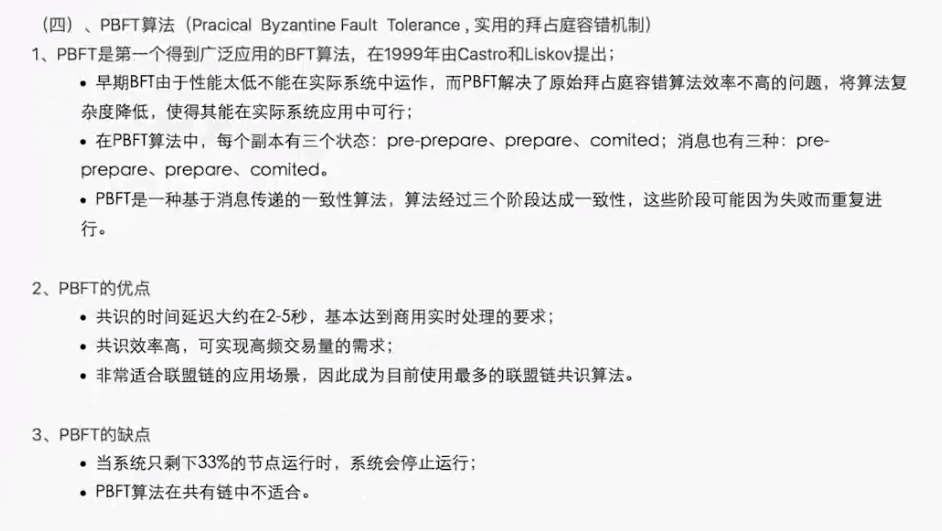 （四）、PBFT算法（Pracical Byzantine Fault Tolerance , 实用的拜占庭容错机制）
1、PBFT是第一个得到广泛应用的BFT算法，在1999年由Castro和Liskov提出；
• 早期BFT由于性能太低不能在实际系统中运作，而PBFT解决了原始拜占庭容错算法效率不高的问题，将算法复
杂度降低，使得其能在实际系统应用中可行；
• 在PBFT算法中，每个副本有三个状态：pre-prepare、prepare、comited；消息也有三种：pre-
prepare、prepare、comited。
• PBFT是一种基于消息传递的一致性算法，算法经过三个阶段达成一致性，这些阶段可能因为失败而重复进
行。
2、PBFT的优点
• 共识的时间延迟大约在2-5秒，基本达到商用实时处理的要求；
• 共识效率高，可实现高频交易量的需求；
• 非常适合联盟链的应用场景，因此成为目前使用最多的联盟链共识算法。
3、PBFT的缺点
• 当系统只剩下33%的节点运行时，系统会停止运行；
• PBFT算法在共有链中不适合。